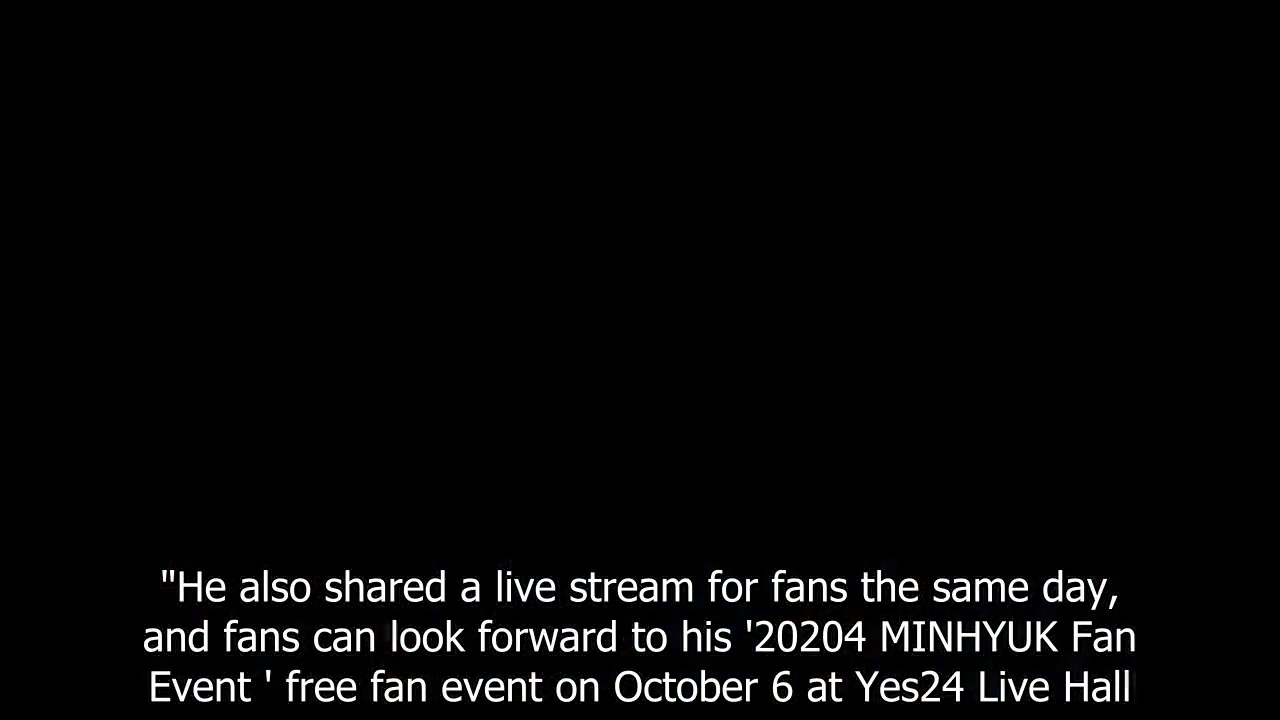 "He also shared a live stream for fans the same day,
and fans can look forward to his '20204 MINHYUK Fan
Event ' free fan event on October 6 at Yes24 Live Hall